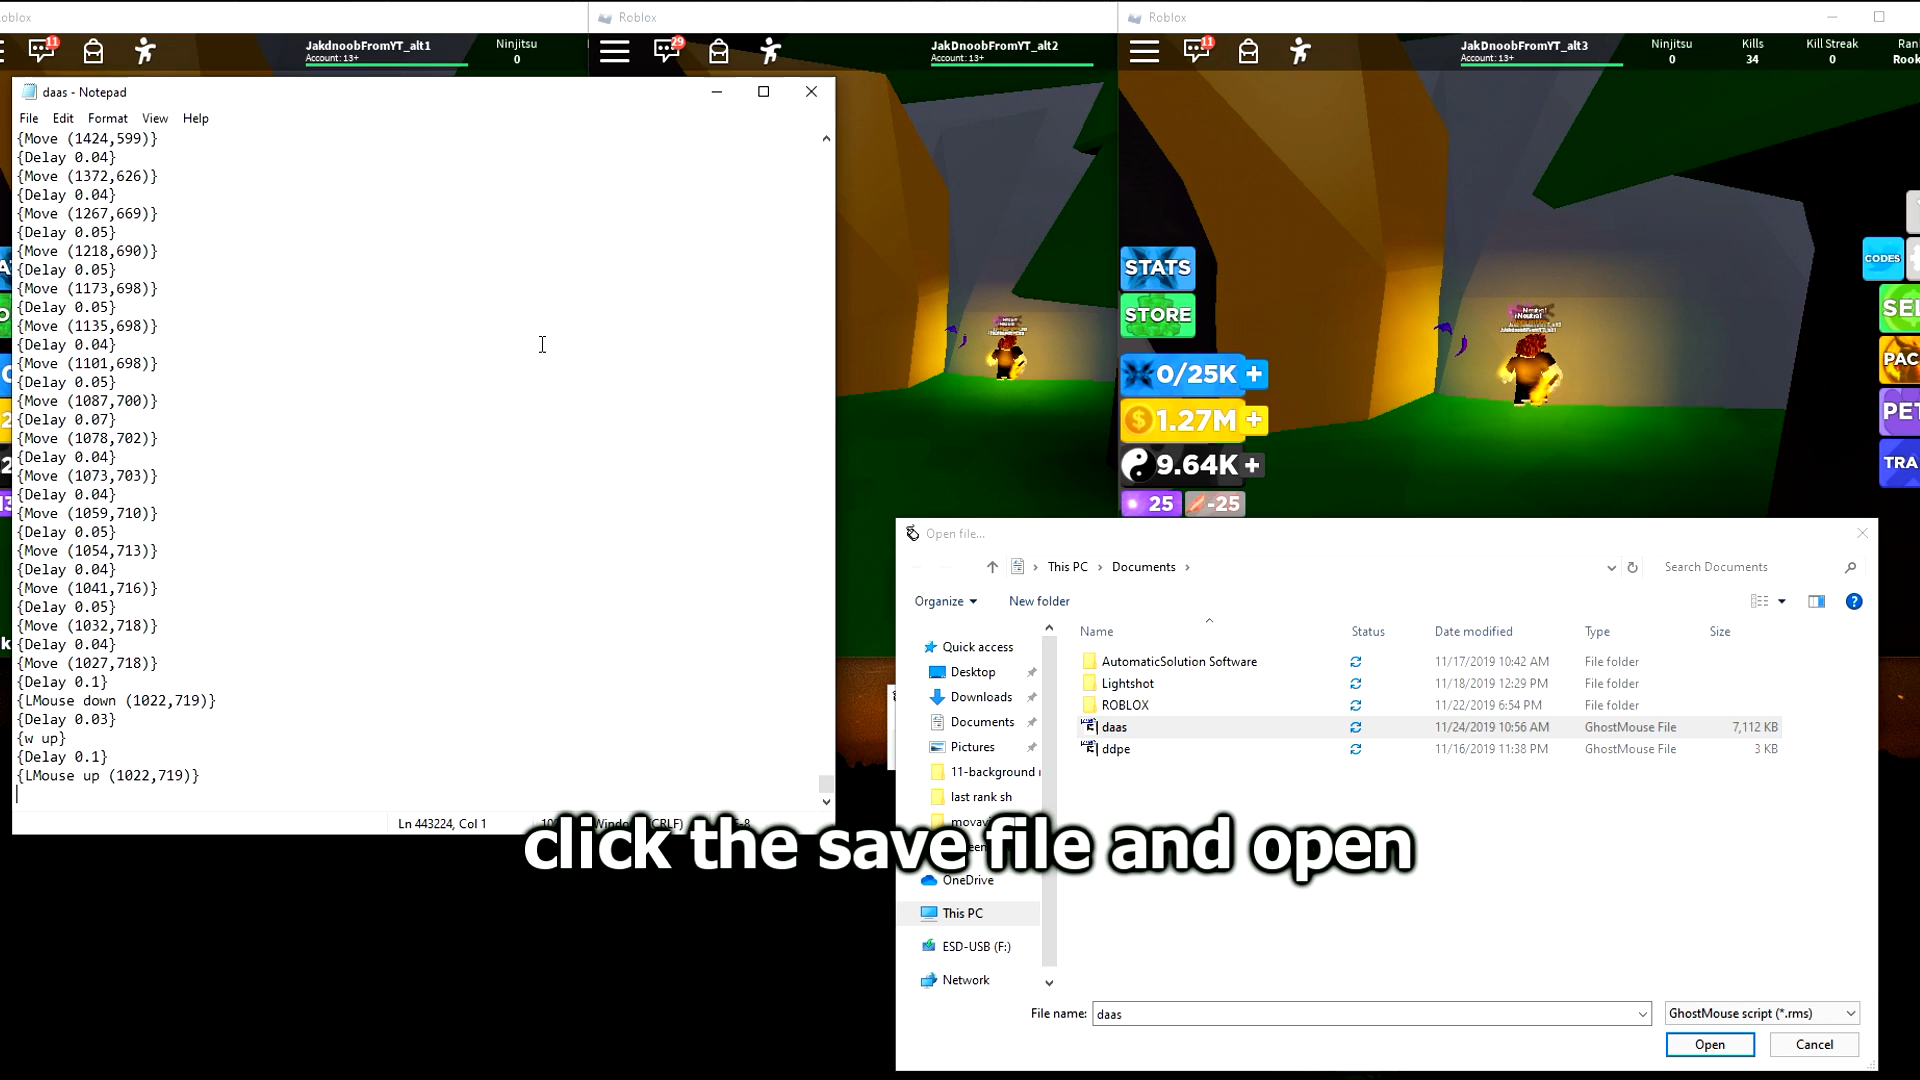 oblox
Roblox
Roblox
11
JakDnoobFromYT_alt1
Account: 13+
Ninjitsu
0
29
JakDnoobFromYT_alt2
Account: 13+
11
JakDnoobFromYT_alt3
Account: 13+
Ninjitsu
0
Kills
34
Kill Streak
0
Ran
Rook
daas - Notepad
File Edit Format View Help
{Move (1424,599)}
{Delay 0.04}
{Move (1372,626)}
{Delay 0.04}
{Move (1267,669)}
{Delay 0.05}
{Move (1218,690)}
{Delay 0.05}
{Move (1173,698)}
{Delay 0.05}
{Move (1135,698)}
{Delay 0.04}
{Move (1101,698)}
{Delay 0.05}
{Move (1087,700)}
{Delay 0.07}
{Move (1078,702)}
{Delay 0.04}
{Move (1073,703)}
{Delay 0.04}
{Move (1059,710)}
{Delay 0.05}
{Move (1054,713)}
{Delay 0.04}
{Move (1041,716)}
{Delay 0.05}
{Move (1032,718)}
{Delay 0.04}
{Move (1027,718)}
{Delay 0.1}
{LMouse down (1022,719)}
{Delay 0.03}
{w up}
{Delay 0.1}
{LMouse up (1022,719)}
Ln 443224, Col 1
STATS
STORE
0/25K +
$ 1.27M +
9.64K +
25 -25
CODES
SEL
PAC
PET
TRA
Open file...
This PC > Documents >
Search Documents
Organize
New folder
Name Status Date modified Type Size
AutomaticSolution Software 11/17/2019 10:42 AM File folder
Lightshot 11/18/2019 12:29 PM File folder
ROBLOX 11/22/2019 6:54 PM File folder
daas 11/24/2019 10:56 AM GhostMouse File 7,112 KB
ddpe 11/16/2019 11:38 PM GhostMouse File 3 KB
Quick access
Desktop
Downloads
Documents
Pictures
11-background
last rank sh
OneDrive
This PC
ESD-USB (F:)
Network
click the save file and open
File name: daas
GhostMouse script (*.rms)
Open
Cancel